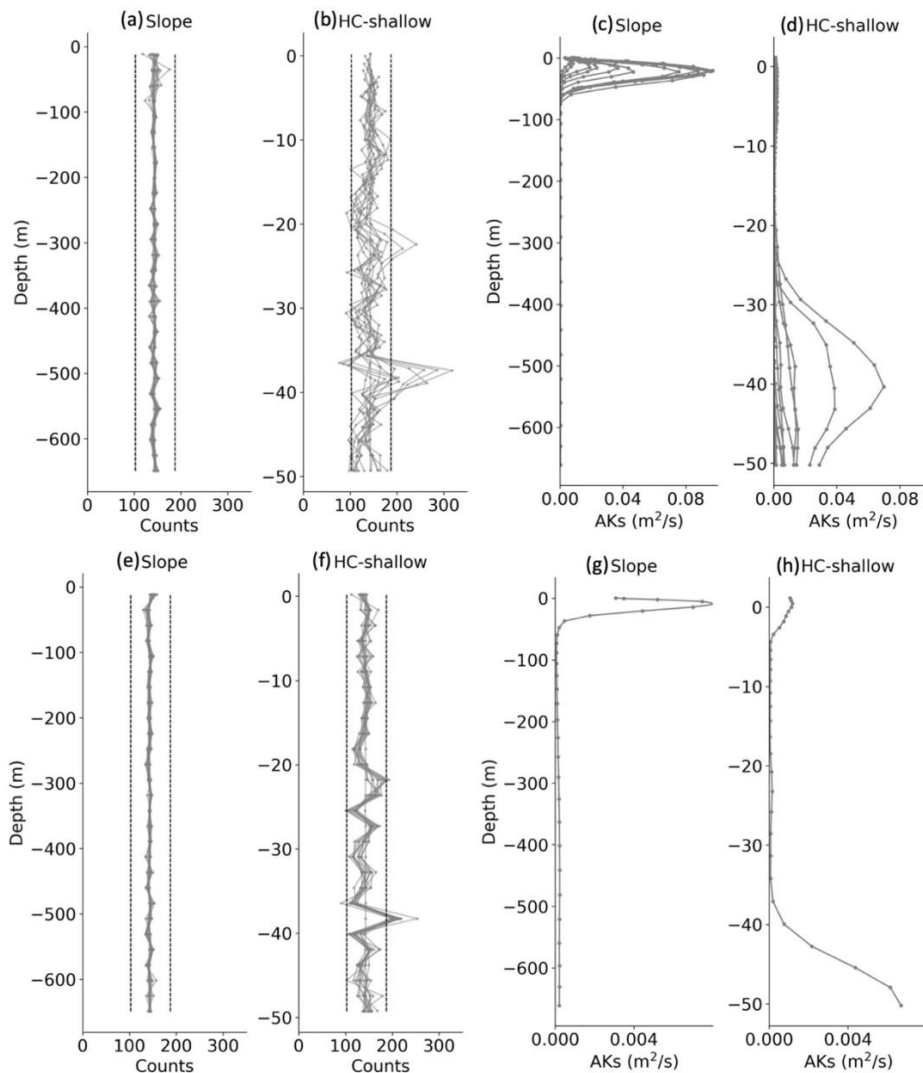 (a) Slope
(b) HC-shallow
(c) Slope
(d) HC-shallow
0
−100
−200
−300
−400
−500
−600
Depth (m)
0 100 200 300
Counts
0
−10
−20
−30
−40
−50
Depth (m)
0 100 200 300
Counts
0
−100
−200
−300
−400
−500
−600
Depth (m)
0.00 0.04 0.08
AKs (m²/s)
0
−10
−20
−30
−40
−50
0.00 0.04 0.08
AKs (m²/s)
(e) Slope
(f) HC-shallow
(g) Slope
(h) HC-shallow
0
−100
−200
−300
−400
−500
−600
Depth (m)
0 100 200 300
Counts
0
−10
−20
−30
−40
−50
Depth (m)
0 100 200 300
Counts
0
−100
−200
−300
−400
−500
−600
Depth (m)
0.000 0.004
AKs (m²/s)
0
−10
−20
−30
−40
−50
0.000 0.004
AKs (m²/s)